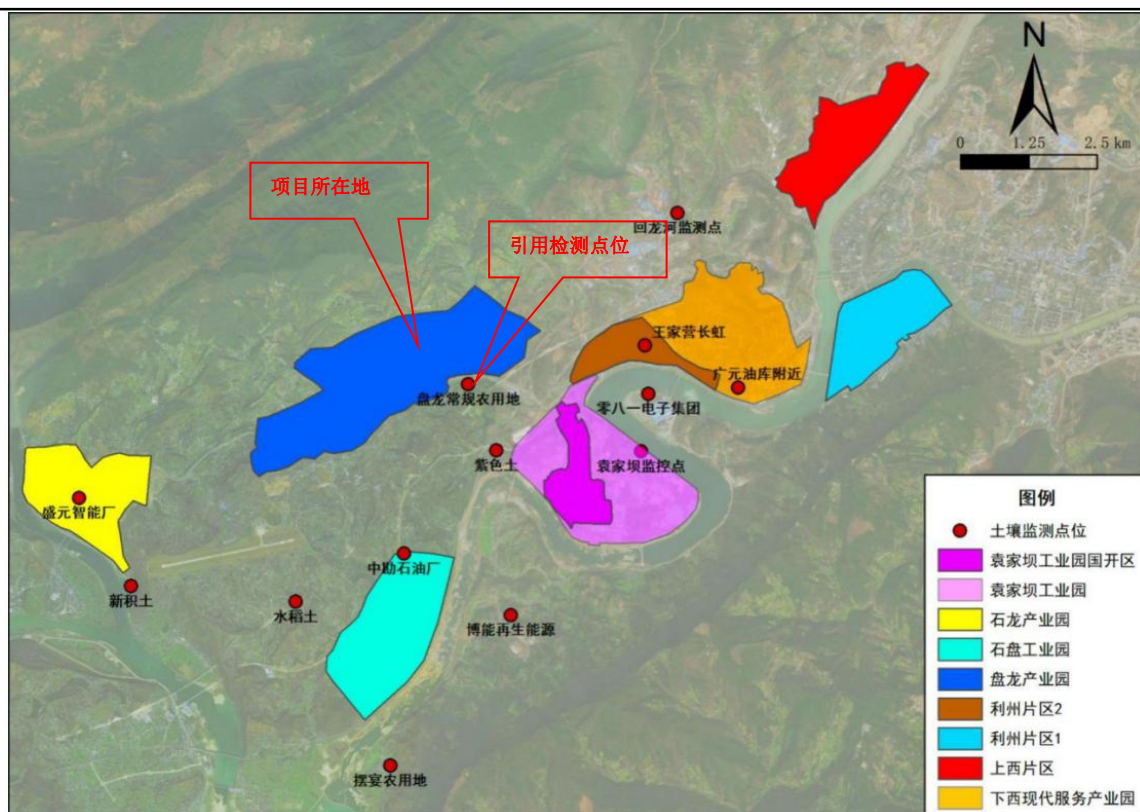 N
0 1.25 2.5 km
项目所在地
回龙河监测点
引用检测点位
王家营长虹
广元油库附近
盘龙常规农用地
零八一电子集团
紫色土
袁家坝监控点
盛元智能厂
中勘石油厂
新积土
水稻土
博能再生能源
摆宴农用地
图例
土壤监测点位
袁家坝工业园国开区
袁家坝工业园
石龙产业园
石盘工业园
盘龙产业园
利州片区2
利州片区1
上西片区
下西现代服务产业园